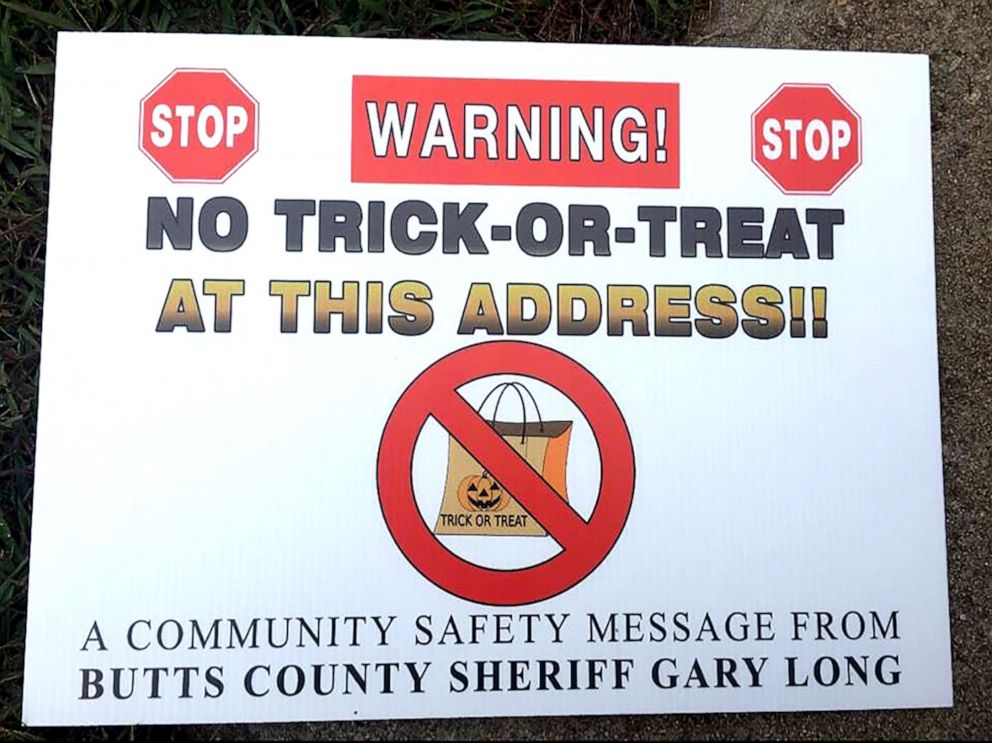 STOP WARNING! STOP
NO TRICK-OR-TREAT
AT THIS ADDRESS!!
TRICK OR TREAT
A COMMUNITY SAFETY MESSAGE FROM
BUTTS COUNTY SHERIFF GARY LONG